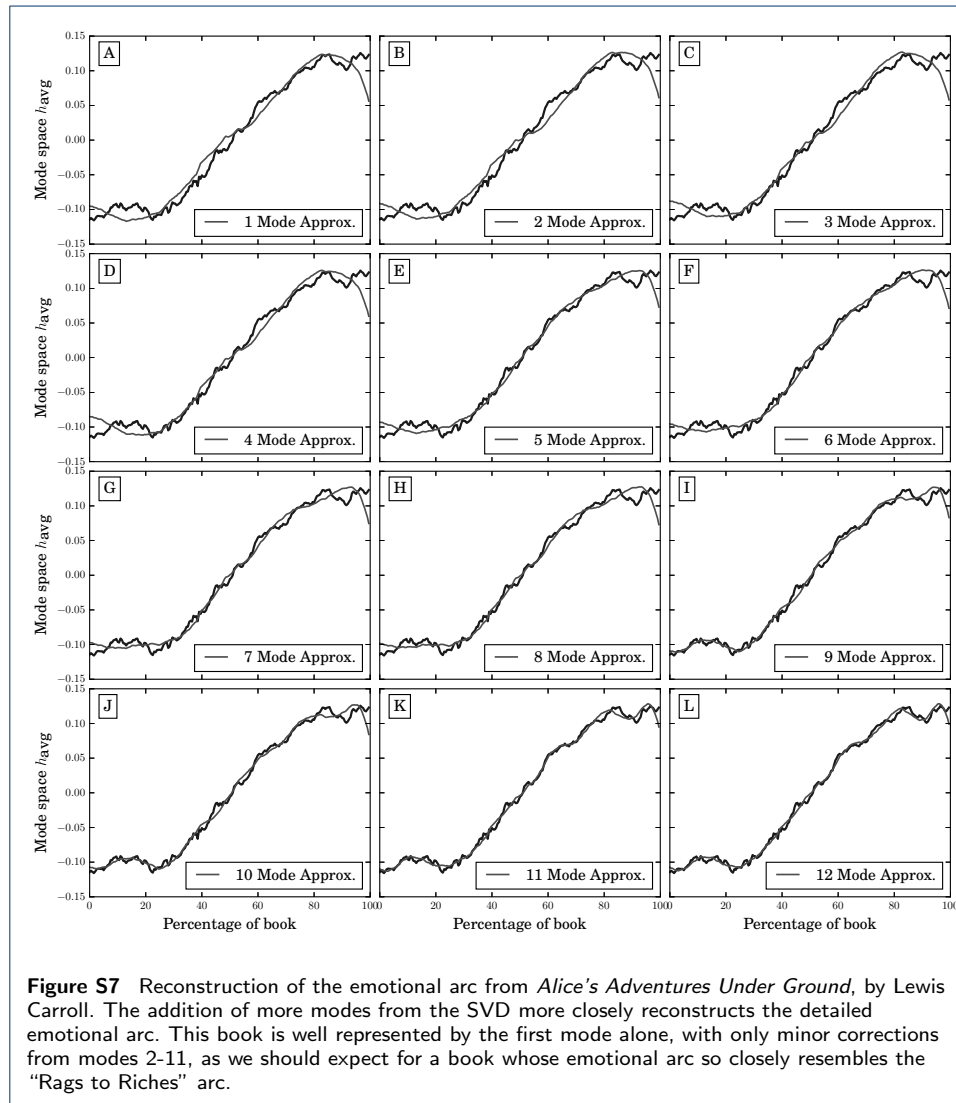 0.15
0.10
0.05
0.00
−0.05
−0.10
−0.15
Mode space havg
A
1 Mode Approx.
B
2 Mode Approx.
C
3 Mode Approx.
0.15
0.10
0.05
0.00
−0.05
−0.10
−0.15
Mode space havg
D
4 Mode Approx.
E
5 Mode Approx.
F
6 Mode Approx.
0.15
0.10
0.05
0.00
−0.05
−0.10
−0.15
Mode space havg
G
7 Mode Approx.
H
8 Mode Approx.
I
9 Mode Approx.
0.15
0.10
0.05
0.00
−0.05
−0.10
−0.15
Mode space havg
J
10 Mode Approx.
K
11 Mode Approx.
L
12 Mode Approx.
0 20 40 60 80 100
0 20 40 60 80 100
0 20 40 60 80 100
Percentage of book
Percentage of book
Percentage of book
Figure S7 Reconstruction of the emotional arc from Alice's Adventures Under Ground, by Lewis
Carroll. The addition of more modes from the SVD more closely reconstructs the detailed
emotional arc. This book is well represented by the first mode alone, with only minor corrections
from modes 2-11, as we should expect for a book whose emotional arc so closely resembles the
“Rags to Riches” arc.